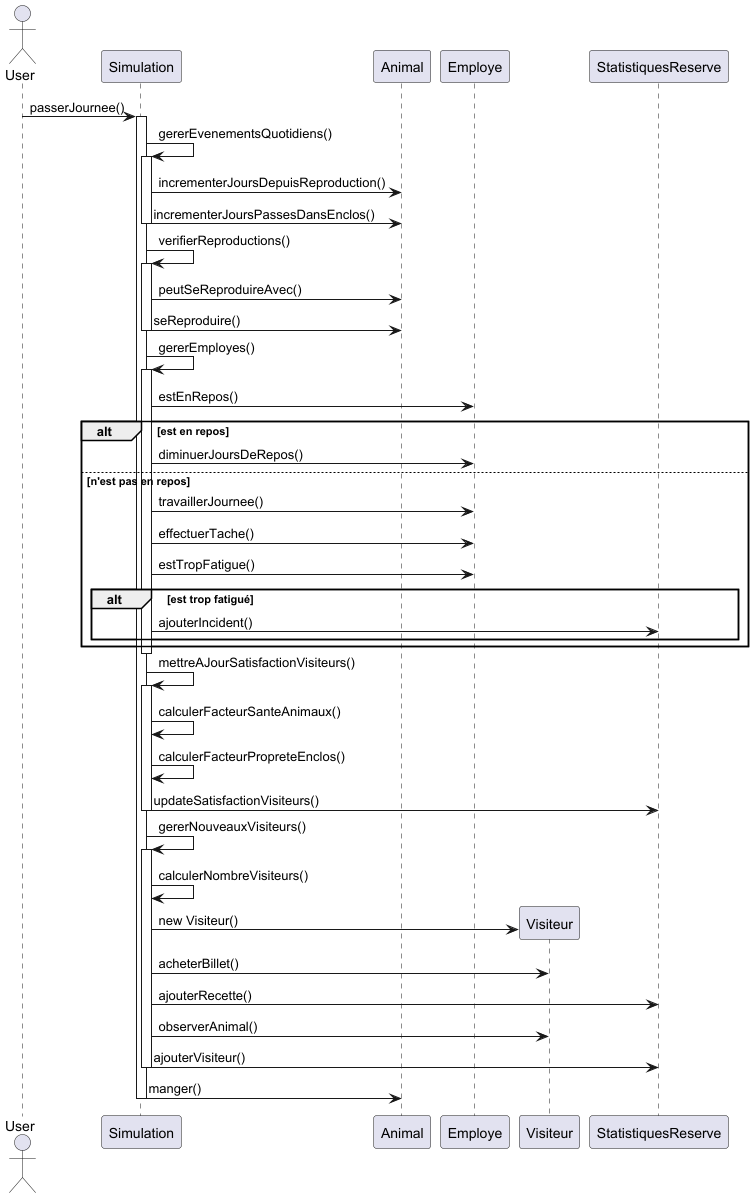 User
Simulation
Animal
Employe
StatistiquesReserve
passerJournee()
gererEvenementsQuotidiens()
incrementerJoursDepuisReproduction()
incrementerJoursPassesDansEnclos()
verifierReproductions()
peutSeReproduireAvec()
seReproduire()
gererEmployes()
estEnRepos()
alt [est en repos]
diminuerJoursDeRepos()
[n'est pas en repos]
travaillerJournee()
effectuerTache()
estTropFatigue()
alt [est trop fatigué]
ajouterIncident()
mettreAJourSatisfactionVisiteurs()
calculerFacteurSanteAnimaux()
calculerFacteurPropreteEnclos()
updateSatisfactionVisiteurs()
gererNouveauxVisiteurs()
calculerNombreVisiteurs()
new Visiteur()
Visiteur
acheterBillet()
ajouterRecette()
observerAnimal()
ajouterVisiteur()
manger()
User
Simulation
Animal
Employe
Visiteur
StatistiquesReserve